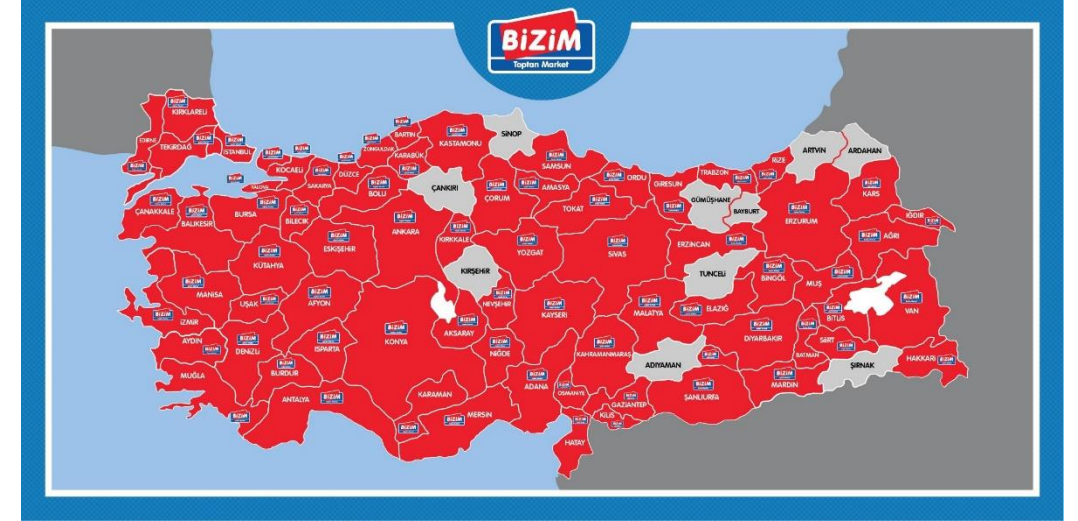 BİZİM
Toptan Market
KIRKLARELİ
EDİRNE
TEKİRDAĞ
İSTANBUL
KOCAELİ
YALOVA
SAKARYA
DÜZCE
ZONGULDAK
BARTIN
KARABÜK
KASTAMONU
SİNOP
BOLU
ÇANKIRI
ÇORUM
SAMSUN
AMASYA
TOKAT
ORDU
GİRESUN
TRABZON
RİZE
ARTVİN
ARDAHAN
GÜMÜŞHANE
BAYBURT
ERZURUM
KARS
IĞDIR
AĞRI
ÇANAKKALE
BALIKESİR
BURSA
BİLECİK
ESKİŞEHİR
ANKARA
KIRIKKALE
YOZGAT
SİVAS
ERZİNCAN
KÜTAHYA
KIRŞEHİR
TUNCELİ
BİNGÖL
MUŞ
MANİSA
UŞAK
AFYON
NEVŞEHİR
KAYSERİ
MALATYA
ELAZIĞ
BİTLİS
VAN
İZMİR
AYDIN
DENİZLİ
ISPARTA
KONYA
AKSARAY
NİĞDE
KAHRAMANMARAŞ
DİYARBAKIR
BATMAN
SİİRT
ŞIRNAK
HAKKARİ
MUĞLA
BURDUR
ANTALYA
KARAMAN
MERSİN
ADANA
OSMANİYE
ADIYAMAN
GAZİANTEP
KİLİS
ŞANLIURFA
MARDİN
HATAY